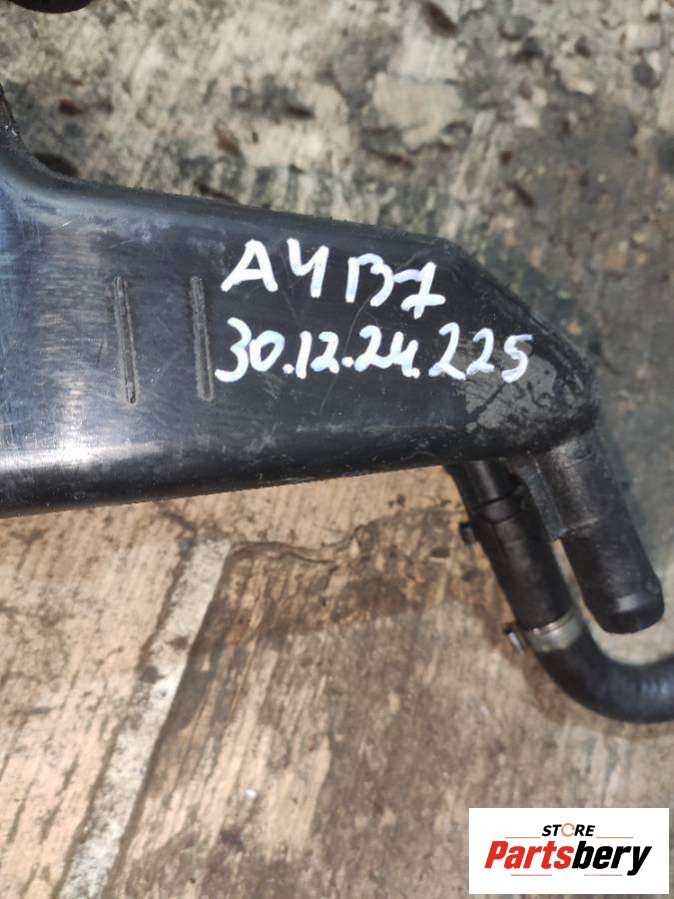 A4 B7
30.12.24.225
STORE
Partsbery